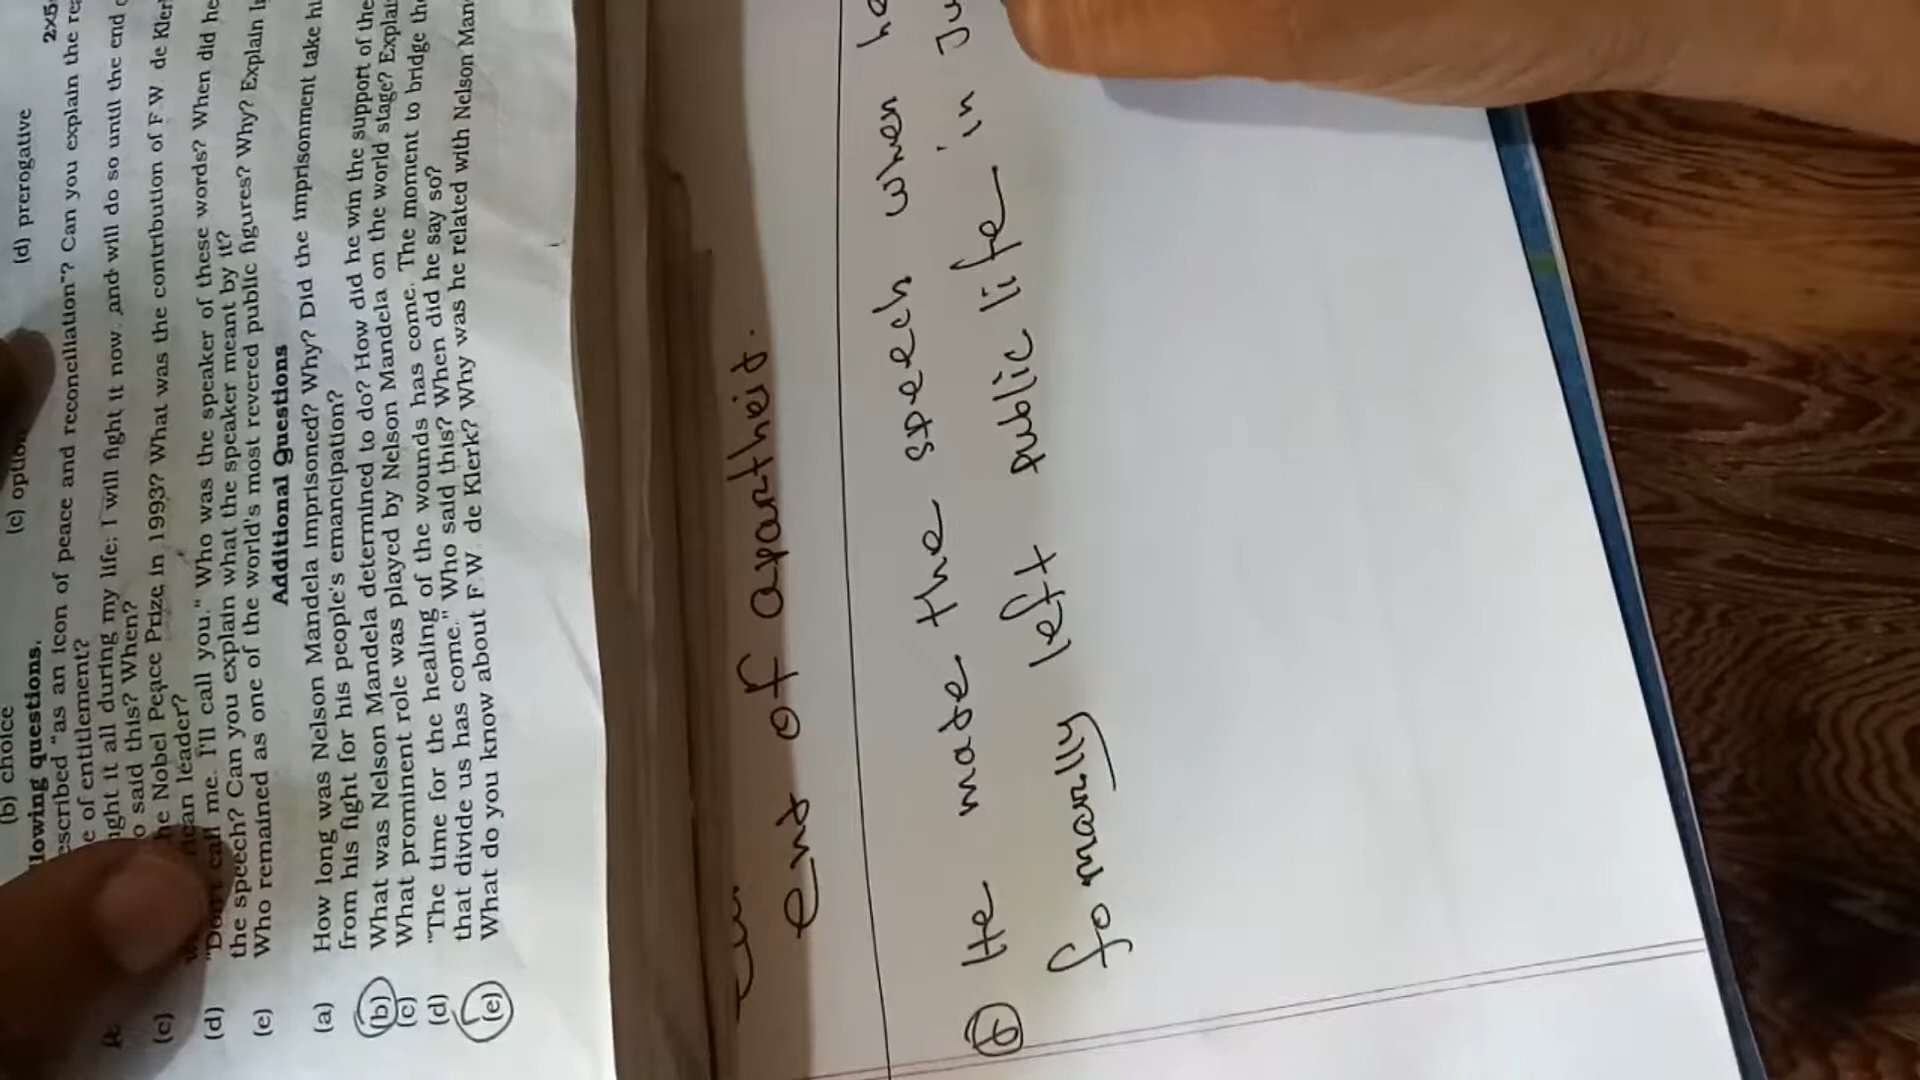 (b) choice (c) option (d) prerogative
lowing questions. 2x5
escribed "as an icon of peace and reconciliation"? Can you explain the
e of entitlement?
ght it all during my life; I will fight it now, and will do so until the end
o said this? When?
(c) he Nobel Peace Prize in 1993? What was the contribution of F W. de
can leader?
(d) "Don't call me. I'll call you." Who was the speaker of these words? When did he
the speech? Can you explain what the speaker meant by it?
(e) Who remained as one of the world's most revered public figures? Why? Explain
Additional Questions
(a) How long was Nelson Mandela imprisoned? Why? Did the imprisonment take
from his fight for his people's emancipation?
(b) What was Nelson Mandela determined to do? How did he win the support of the
(c) What prominent role was played by Nelson Mandela on the world stage?
(d) "The time for the healing of the wounds has come. The moment to bridge
that divide us has come." Who said this? When did he say so?
(e) What do you know about F.W. de Klerk? Why was he related with Nelson
end of apartheid.
6 He made the speech when he
formarlly left public life in Ju